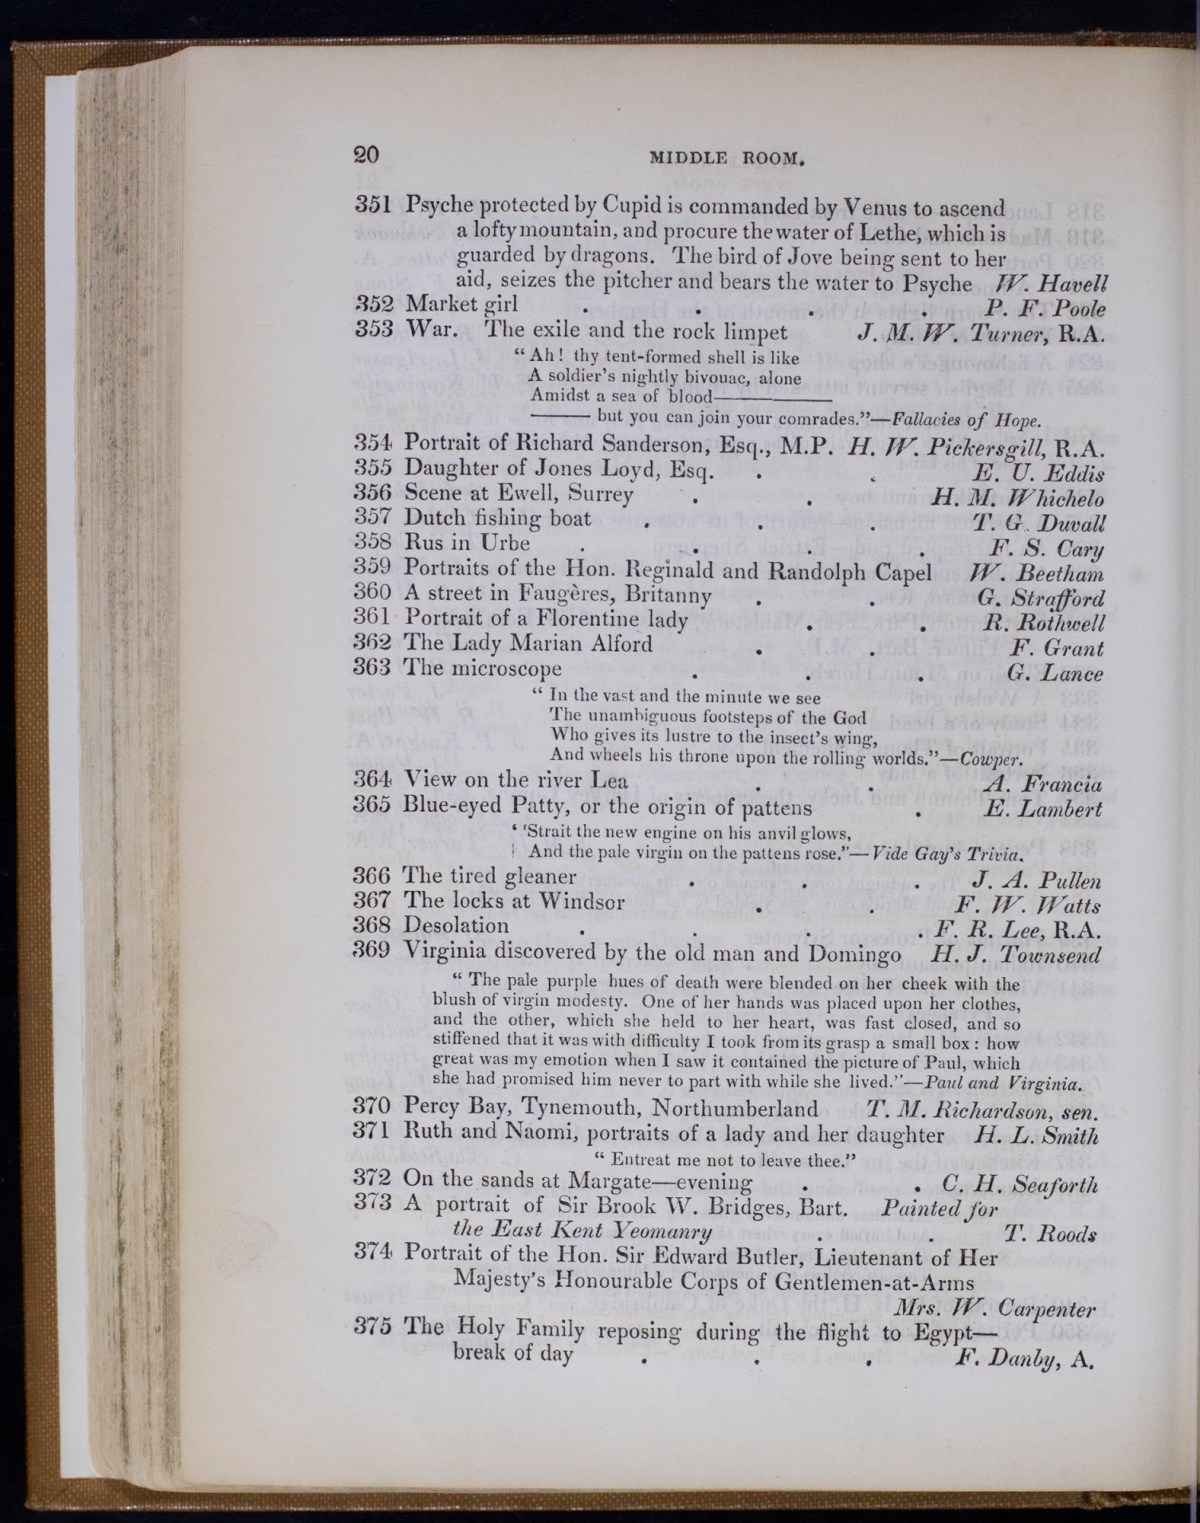 20 MIDDLE ROOM.
351 Psyche protected by Cupid is commanded by Venus to ascend
a lofty mountain, and procure the water of Lethe, which is
guarded by dragons. The bird of Jove being sent to her
aid, seizes the pitcher and bears the water to Psyche W. Havell
352 Market girl . . . . P. F. Poole
353 War. The exile and the rock limpet J. M. W. Turner, R.A.
“ Ah ! thy tent-formed shell is like
A soldier’s nightly bivouac, alone
Amidst a sea of blood————
——— but you can join your comrades.”—Fallacies of Hope.
354 Portrait of Richard Sanderson, Esq., M.P. H. W. Pickersgill, R.A.
355 Daughter of Jones Loyd, Esq. . . E. U. Eddis
356 Scene at Ewell, Surrey . . H. M. Whichelo
357 Dutch fishing boat . . . T. G. Duvall
358 Rus in Urbe . . . . F. S. Cary
359 Portraits of the Hon. Reginald and Randolph Capel W. Beetham
360 A street in Faugères, Britanny . . G. Strafford
361 Portrait of a Florentine lady . . R. Rothwell
362 The Lady Marian Alford . . F. Grant
363 The microscope . . . G. Lance
“ In the vast and the minute we see
The unambiguous footsteps of the God
Who gives its lustre to the insect’s wing,
And wheels his throne upon the rolling worlds.”—Cowper.
364 View on the river Lea . . A. Francia
365 Blue-eyed Patty, or the origin of pattens . E. Lambert
‘ ‘Strait the new engine on his anvil glows,
And the pale virgin on the pattens rose.”—Vide Gay’s Trivia.
366 The tired gleaner . . . J. A. Pullen
367 The locks at Windsor . . F. W. Watts
368 Desolation . . . . F. R. Lee, R.A.
369 Virginia discovered by the old man and Domingo H. J. Townsend
“ The pale purple hues of death were blended on her cheek with the
blush of virgin modesty. One of her hands was placed upon her clothes,
and the other, which she held to her heart, was fast closed, and so
stiffened that it was with difficulty I took from its grasp a small box : how
great was my emotion when I saw it contained the picture of Paul, which
she had promised him never to part with while she lived.”—Paul and Virginia.
370 Percy Bay, Tynemouth, Northumberland T. M. Richardson, sen.
371 Ruth and Naomi, portraits of a lady and her daughter H. L. Smith
“ Entreat me not to leave thee.”
372 On the sands at Margate—evening . . C. H. Seaforth
373 A portrait of Sir Brook W. Bridges, Bart. Painted for
the East Kent Yeomanry . . T. Roods
374 Portrait of the Hon. Sir Edward Butler, Lieutenant of Her
Majesty’s Honourable Corps of Gentlemen-at-Arms
Mrs. W. Carpenter
375 The Holy Family reposing during the flight to Egypt—
break of day . . . F. Danby, A.